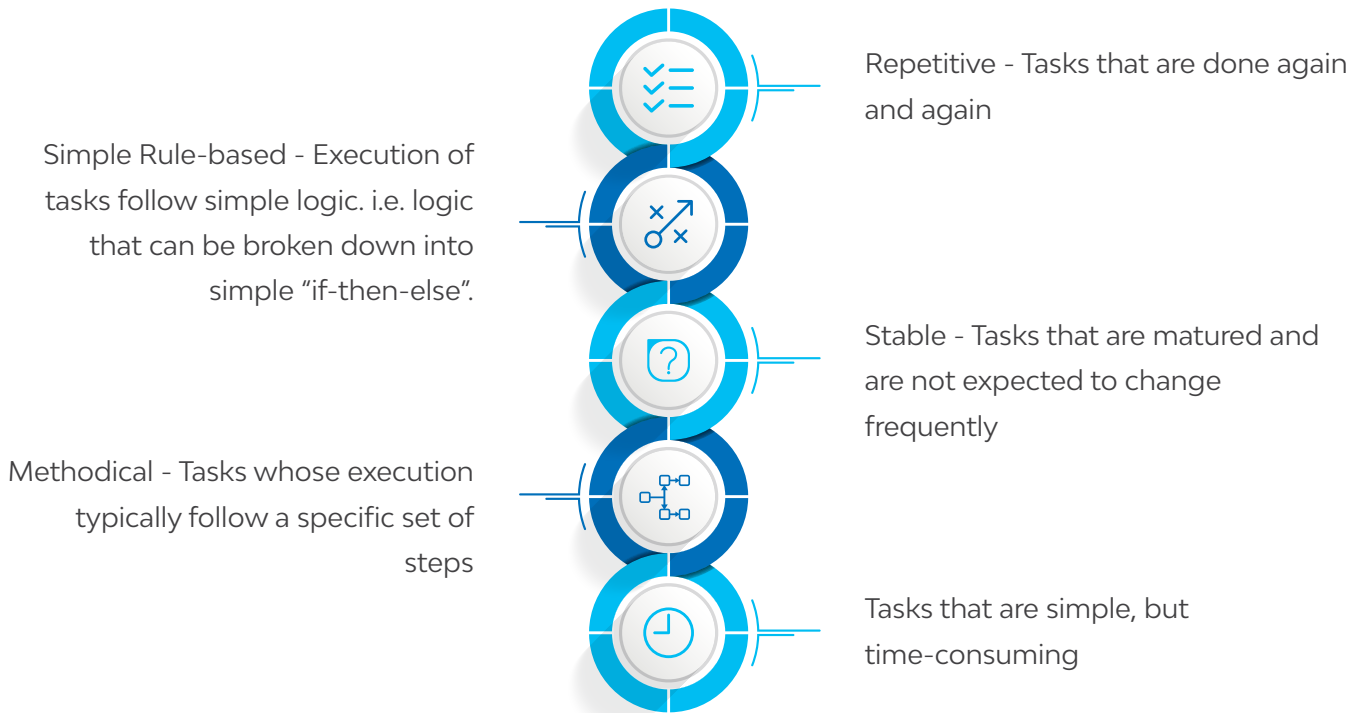 Repetitive - Tasks that are done again
and again
Simple Rule-based - Execution of
tasks follow simple logic. i.e. logic
that can be broken down into
simple “if-then-else”.
Stable - Tasks that are matured and
are not expected to change
frequently
Methodical - Tasks whose execution
typically follow a specific set of
steps
Tasks that are simple, but
time-consuming